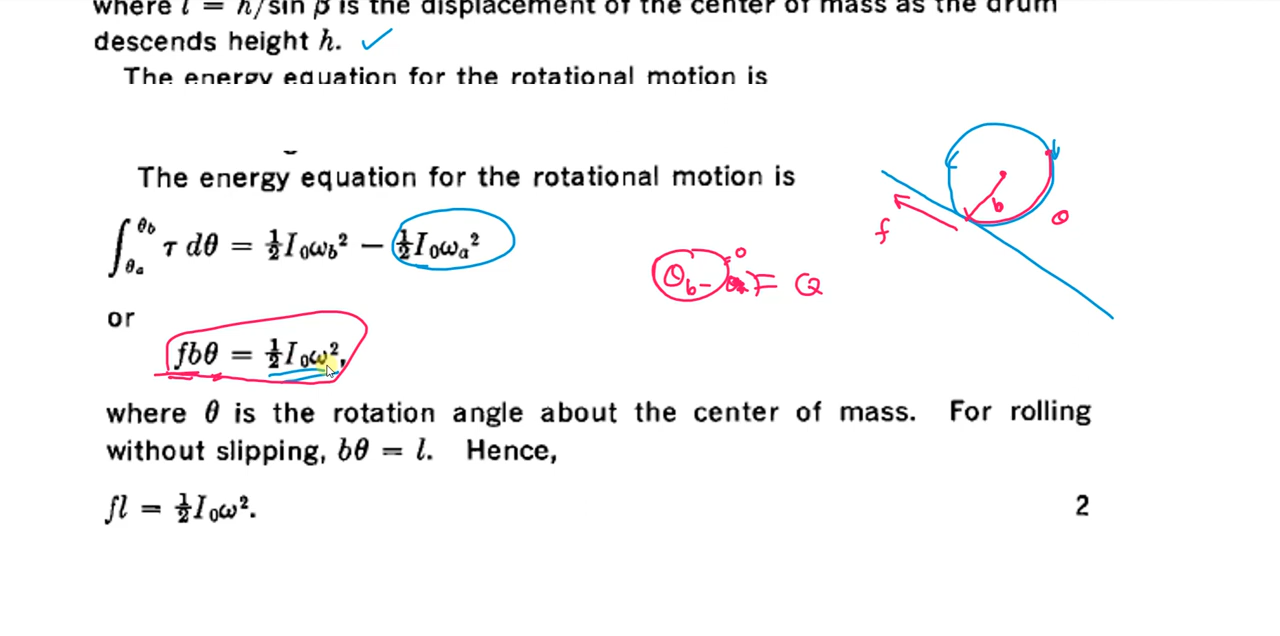 where l = h/sin β is the displacement of the center of mass as the drum
descends height h. ✓
The energy equation for the rotational motion is
The energy equation for the rotational motion is
∫_{θₐ}^{θ_b} τ dθ = ½I₀ω_b² − ½I₀ωₐ²
θ_b −
or
fbθ = ½I₀ω²,
where θ is the rotation angle about the center of mass. For rolling
without slipping, bθ = l. Hence,
fl = ½I₀ω².
2
b
θ
f